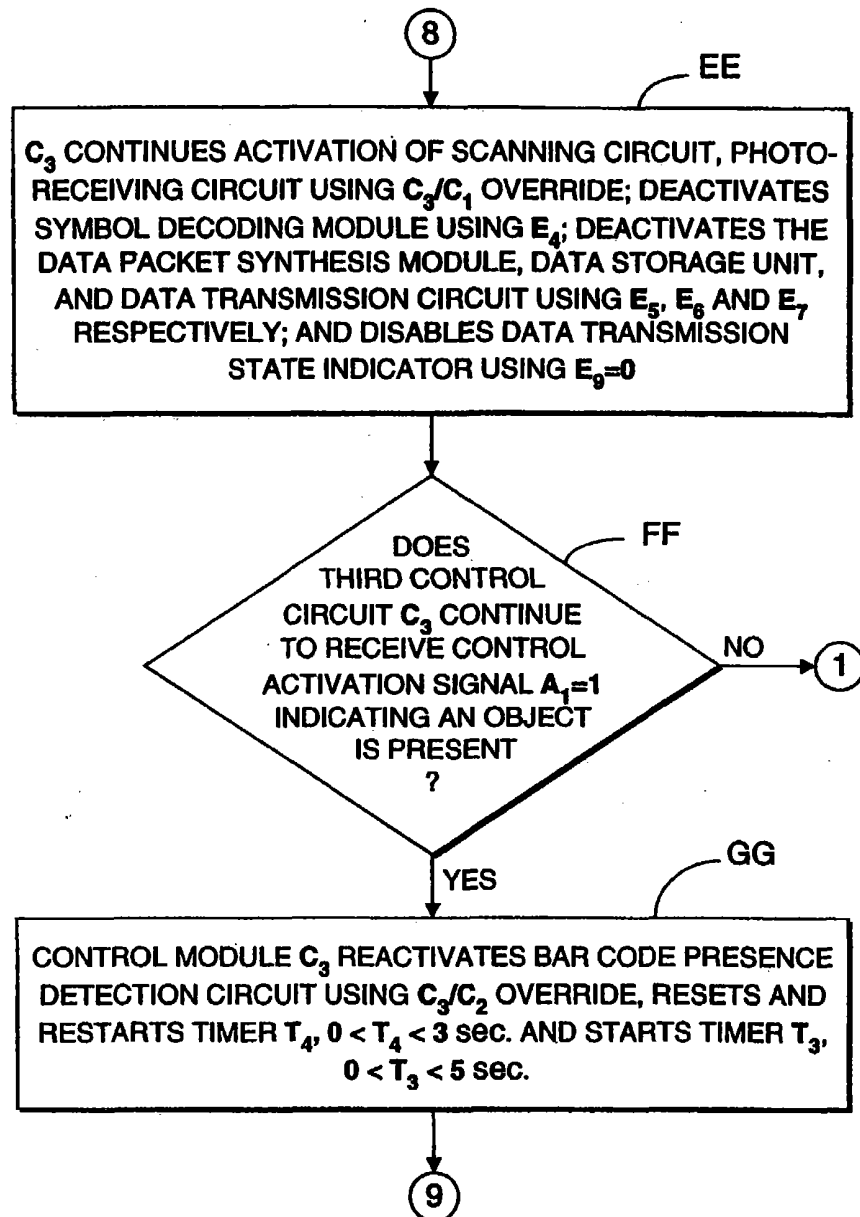 8
EE
C₃ CONTINUES ACTIVATION OF SCANNING CIRCUIT, PHOTO-
RECEIVING CIRCUIT USING C₃/C₁ OVERRIDE; DEACTIVATES
SYMBOL DECODING MODULE USING E₄; DEACTIVATES THE
DATA PACKET SYNTHESIS MODULE, DATA STORAGE UNIT,
AND DATA TRANSMISSION CIRCUIT USING E₅, E₆ AND E₇
RESPECTIVELY; AND DISABLES DATA TRANSMISSION
STATE INDICATOR USING E₉=0
FF
DOES
THIRD CONTROL
CIRCUIT C₃ CONTINUE
TO RECEIVE CONTROL
ACTIVATION SIGNAL A₁=1
INDICATING AN OBJECT
IS PRESENT
?
NO
1
YES
GG
CONTROL MODULE C₃ REACTIVATES BAR CODE PRESENCE
DETECTION CIRCUIT USING C₃/C₂ OVERRIDE, RESETS AND
RESTARTS TIMER T₄, 0 < T₄ < 3 sec. AND STARTS TIMER T₃,
0 < T₃ < 5 sec.
9